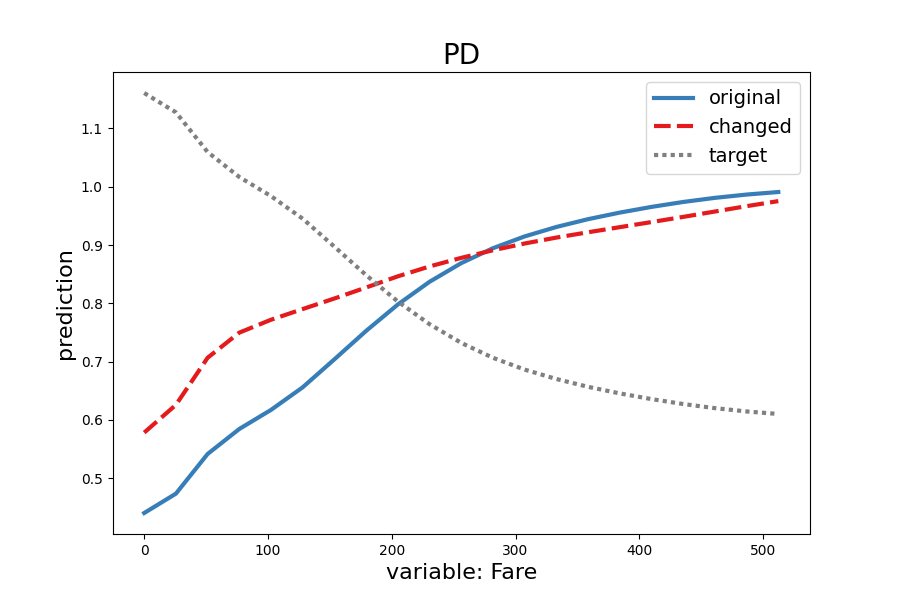 PD
original
changed
target
prediction
1.1
1.0
0.9
0.8
0.7
0.6
0.5
0 100 200 300 400 500
variable: Fare